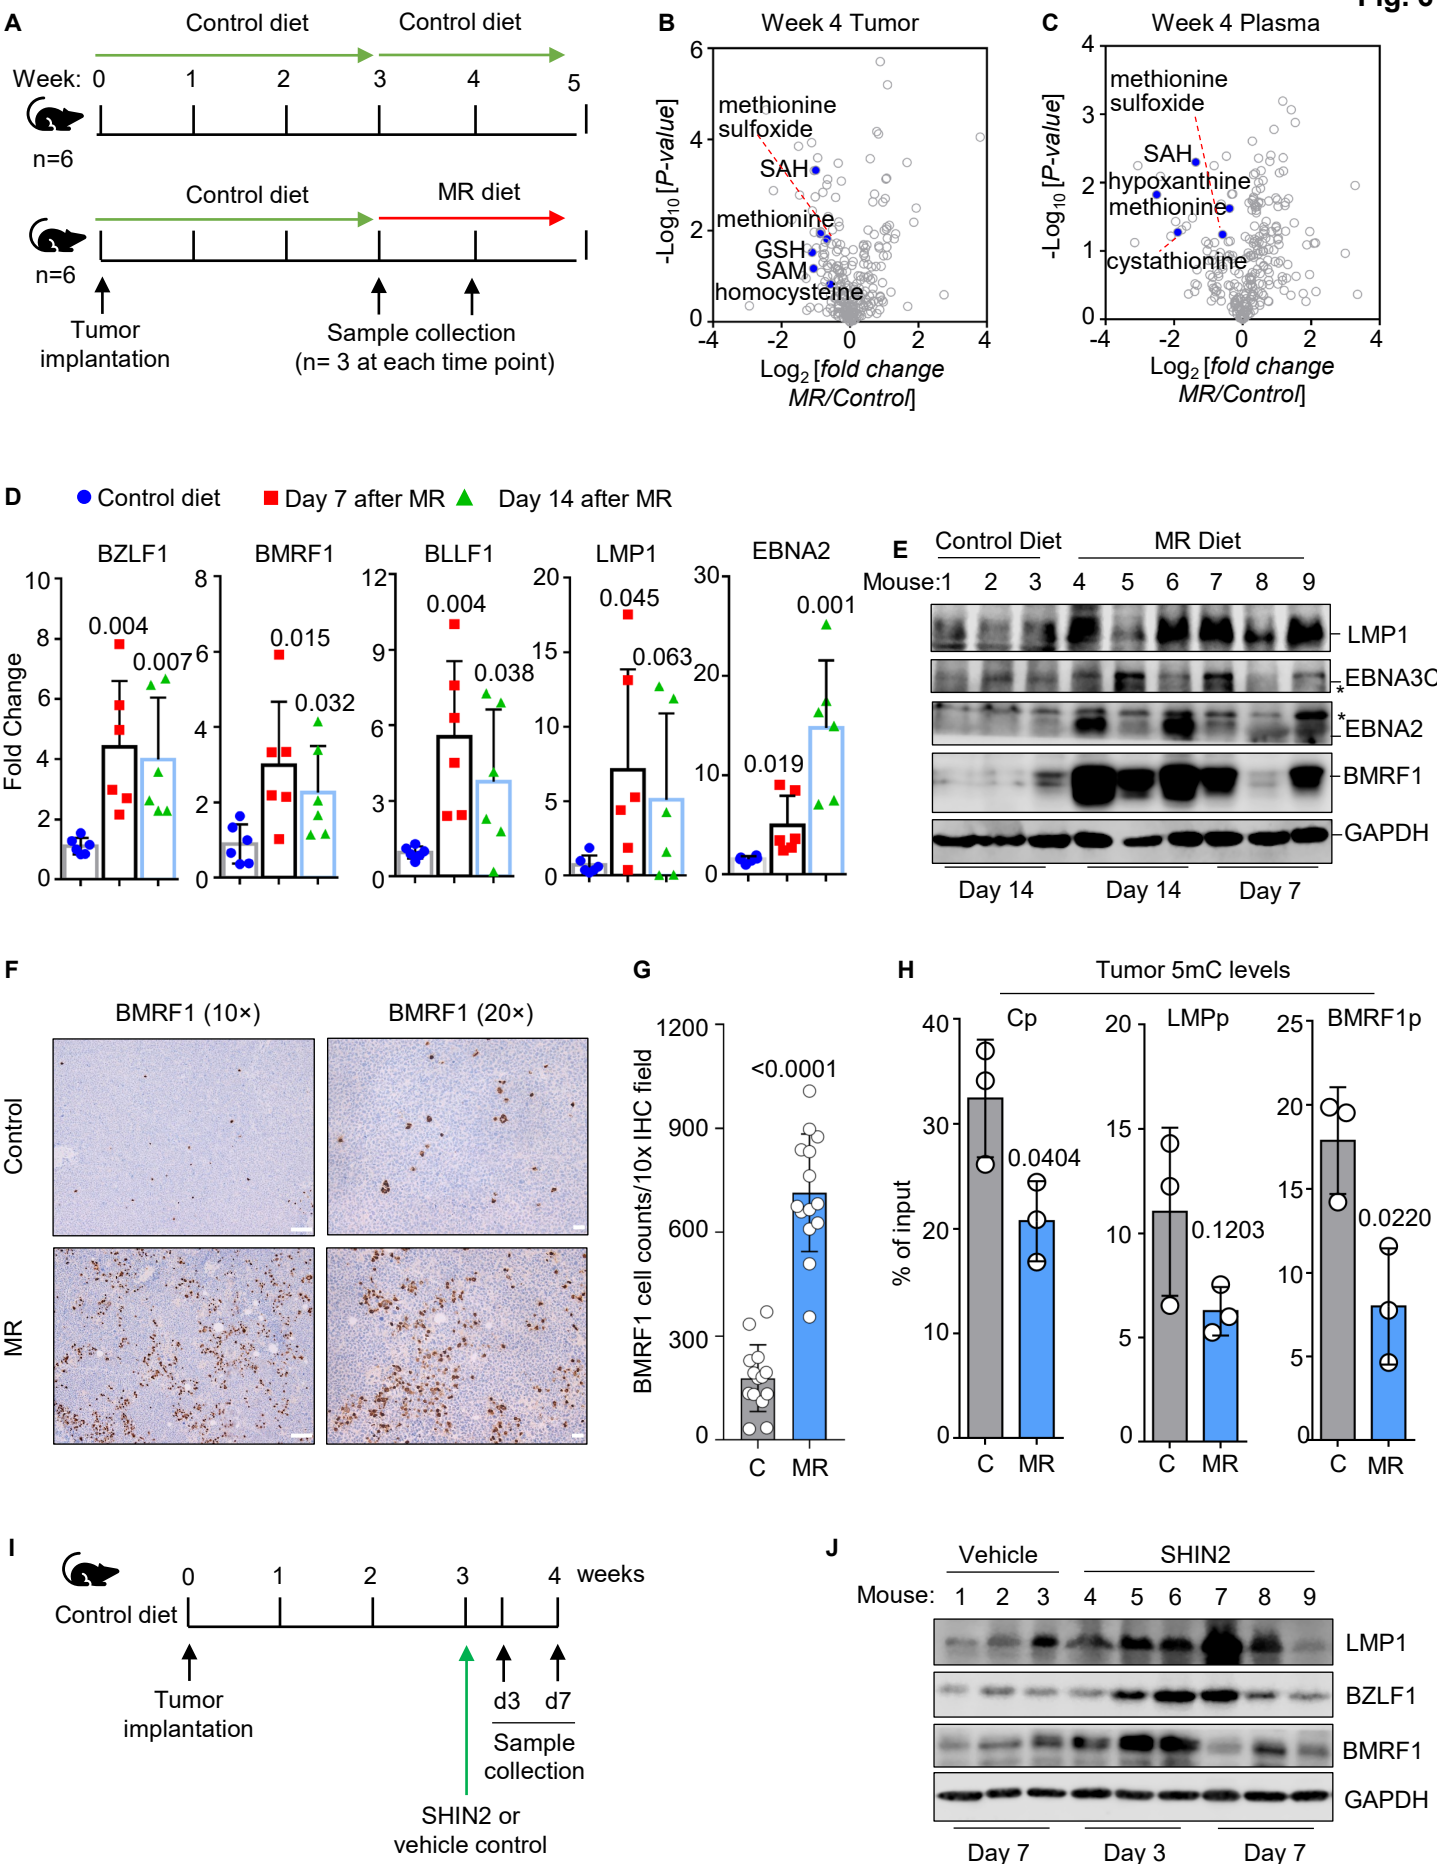 Fig. 6
A
Control diet
Control diet
Week: 0 1 2 3 4 5
n=6
Control diet
MR diet
n=6
Tumor
implantation
Sample collection
(n= 3 at each time point)
B
Week 4 Tumor
-Log10 [P-value]
6
4
2
0
methionine
sulfoxide
SAH
methionine
GSH
SAM
homocysteine
-4 -2 0 2 4
Log2 [fold change
MR/Control]
C
Week 4 Plasma
-Log10 [P-value]
4
3
2
1
0
methionine
sulfoxide
SAH
hypoxanthine
methionine
cystathionine
-4 -2 0 2 4
Log2 [fold change
MR/Control]
D
Control diet
Day 7 after MR
Day 14 after MR
Fold Change
BZLF1
10
8
6
4
2
0
0.004
0.007
BMRF1
8
6
4
2
0
0.015
0.032
BLLF1
12
9
6
3
0
0.004
0.038
LMP1
20
15
10
5
0
0.045
0.063
EBNA2
30
20
10
0
0.019
0.001
E
Control Diet
MR Diet
Mouse: 1 2 3 4 5 6 7 8 9
LMP1
EBNA3C
*
*
EBNA2
BMRF1
GAPDH
Day 14
Day 14
Day 7
F
BMRF1 (10×)
BMRF1 (20×)
Control
MR
G
BMRF1 cell counts/10x IHC field
1200
900
600
300
0
<0.0001
C MR
H
Tumor 5mC levels
% of input
Cp
40
30
20
10
0
0.0404
C MR
LMPp
20
15
10
5
0
0.1203
C MR
BMRF1p
25
20
15
10
5
0
0.0220
C MR
I
0 1 2 3 4 weeks
Control diet
Tumor
implantation
d3 d7
Sample
collection
SHIN2 or
vehicle control
J
Vehicle
SHIN2
Mouse: 1 2 3 4 5 6 7 8 9
LMP1
BZLF1
BMRF1
GAPDH
Day 7
Day 3
Day 7